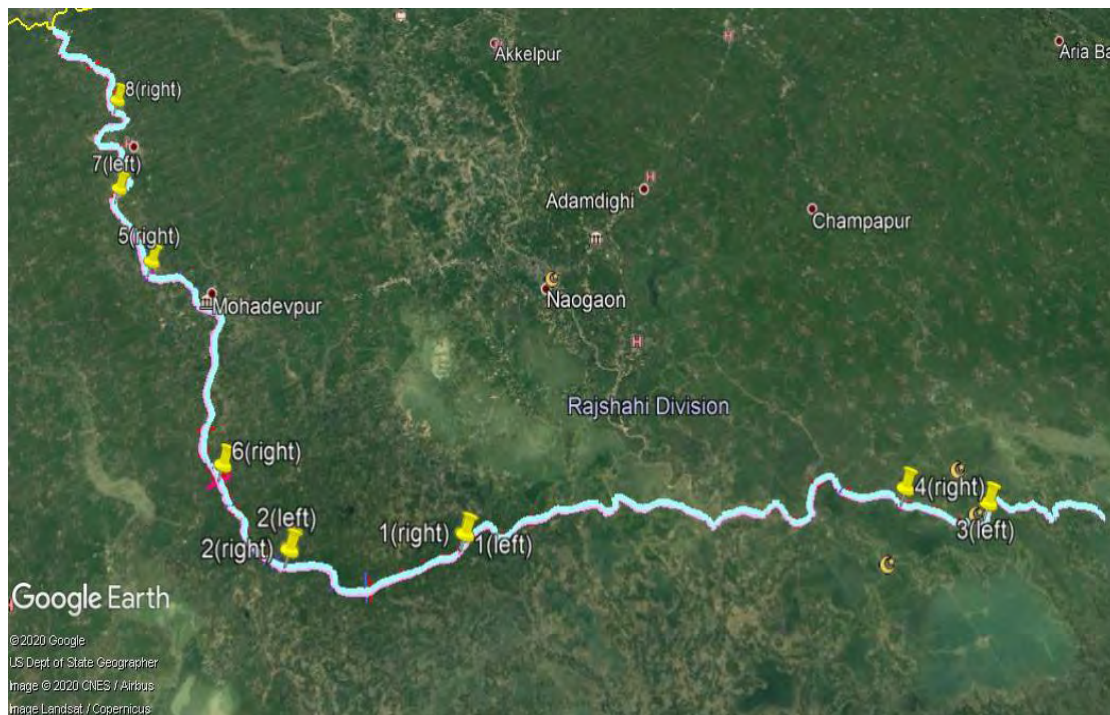 Akkelpur
Aria Ba
8(right)
7(left)
Adamdighi
Champapur
5(right)
Mohadevpur
Naogaon
Rajshahi Division
6(right)
4(right)
2(left)
1(right)
3(left)
2(right)
1(left)
Google Earth
©2020 Google
US Dept of State Geographer
Image © 2020 CNES / Airbus
Image Landsat / Copernicus
H
H
H
H